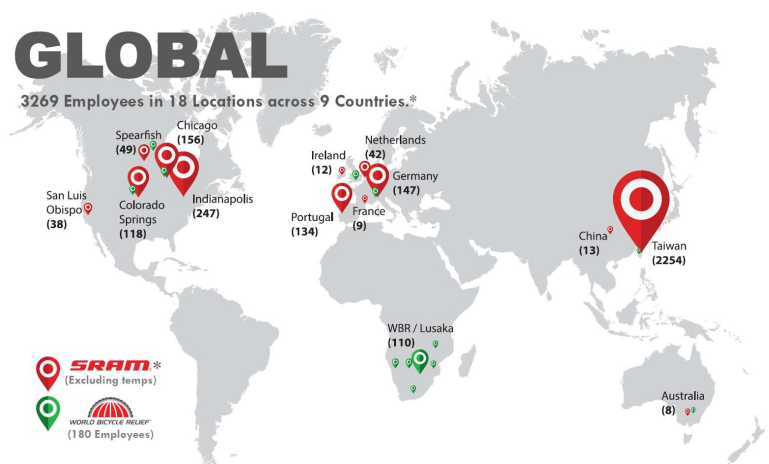 GLOBAL
3269 Employees in 18 Locations across 9 Countries.*
Chicago
(156)
Spearfish
(49)
Netherlands
(42)
Ireland
(12)
Germany
(147)
San Luis
Obispo
(38)
Colorado
Springs
(118)
Indianapolis
(247)
Portugal
(134)
France
(9)
China
(13)
Taiwan
(2254)
WBR / Lusaka
(110)
SRAM.*
(Excluding temps)
WORLD BICYCLE RELIEF
(180 Employees)
Australia
(8)